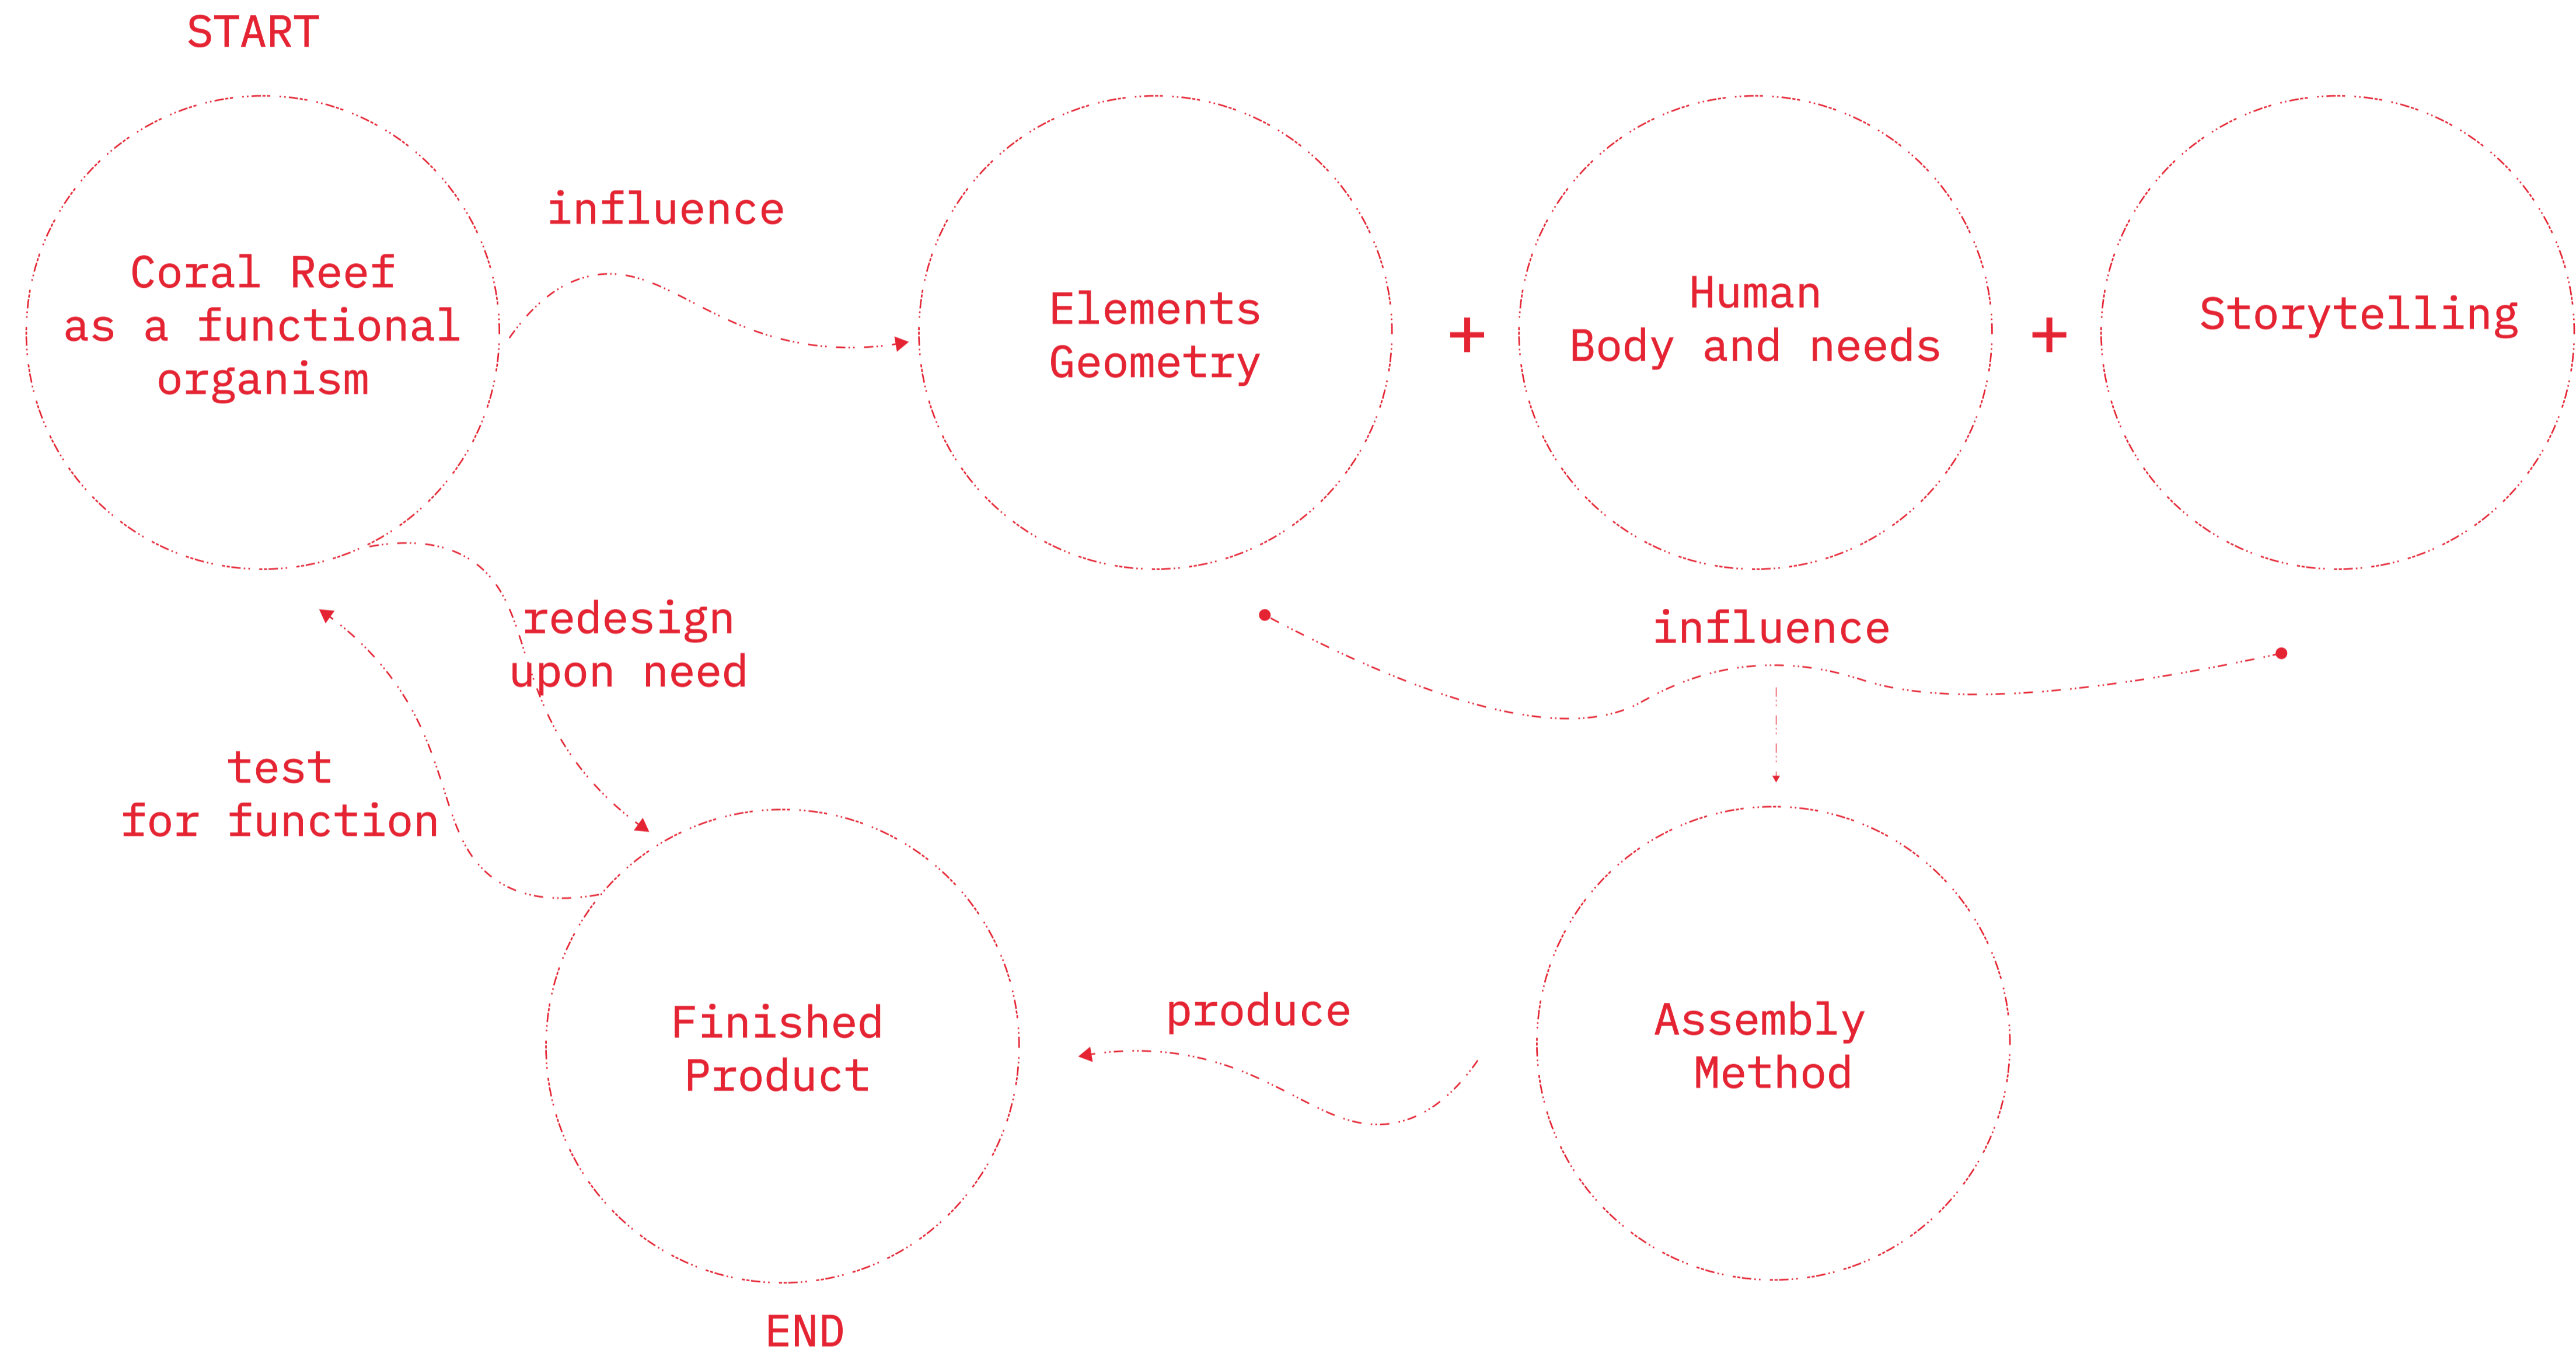 START
Coral Reef
as a functional
organism
influence
Elements
Geometry
+
Human
Body and needs
+
Storytelling
redesign
upon need
influence
test
for function
Finished
Product
produce
Assembly
Method
END